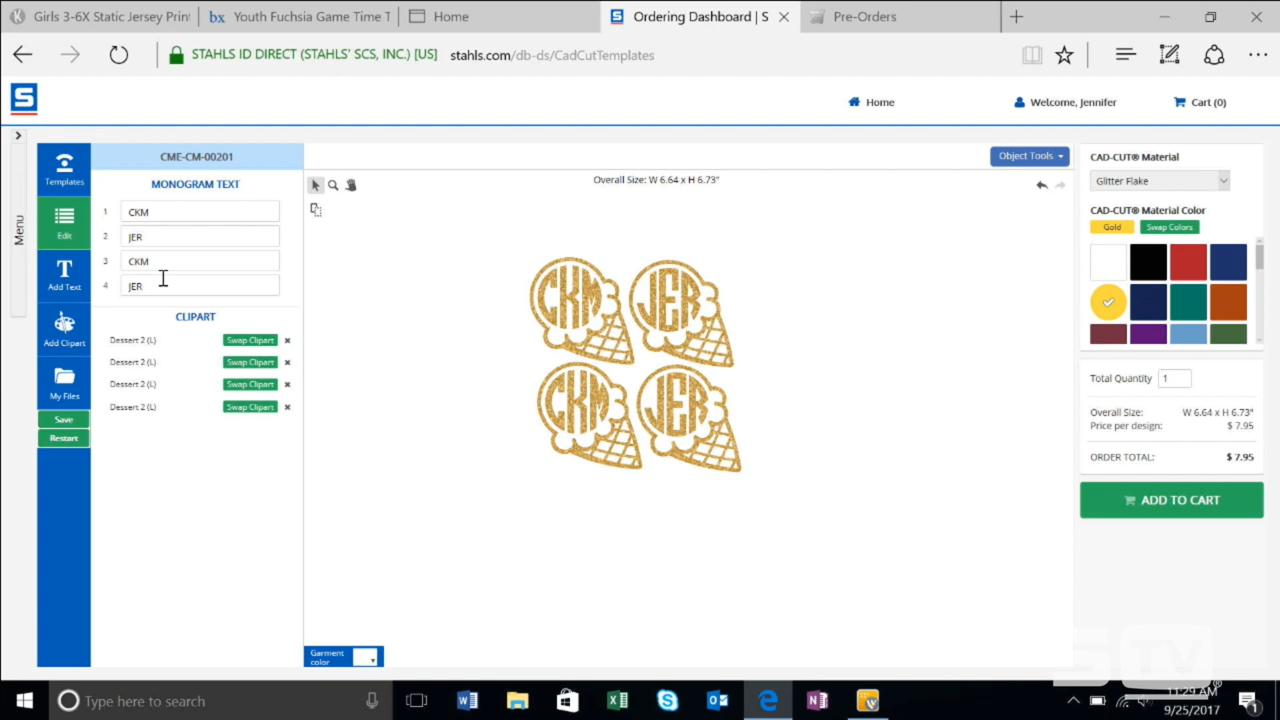 Girls 3-6X Static Jersey Print
bx Youth Fuchsia Game Time T
Home
S Ordering Dashboard | S
Pre-Orders
STAHLS ID DIRECT (STAHLS' SCS, INC.) [US]
stahls.com/db-ds/CadCutTemplates
S
Home
Welcome, Jennifer
Cart (0)
Menu
Templates
Edit
T
Add Text
Add Clipart
My Files
Save
Restart
CME-CM-00201
MONOGRAM TEXT
1 CKM
2 JER
3 CKM
4 JER
CLIPART
Dessert 2 (L) Swap Clipart
Dessert 2 (L) Swap Clipart
Dessert 2 (L) Swap Clipart
Dessert 2 (L) Swap Clipart
Object Tools
Overall Size: W 6.64 x H 6.73"
CKM JER
CKM JER
Garment
color
CAD-CUT® Material
Glitter Flake
CAD-CUT® Material Color
Gold Swap Colors
Total Quantity 1
Overall Size: W 6.64 x H 6.73"
Price per design: $ 7.95
ORDER TOTAL: $ 7.95
ADD TO CART
STV
Type here to search
11:29 AM
9/25/2017
1